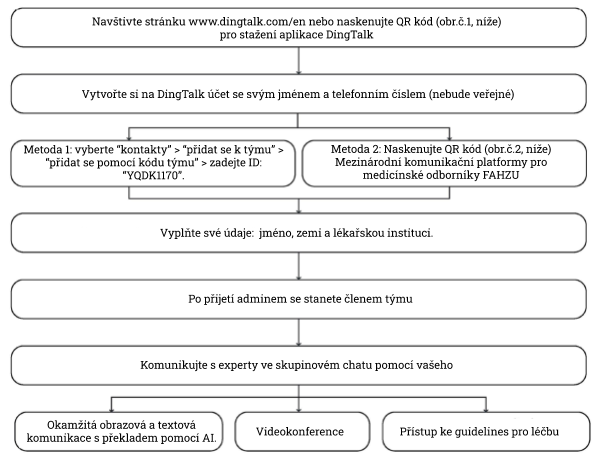 Navštivte stránku www.dingtalk.com/en nebo naskenujte QR kód (obr.č.1, níže)
pro stažení aplikace DingTalk
Vytvořte si na DingTalk účet se svým jménem a telefonním číslem (nebude veřejné)
Metoda 1: vyberte “kontakty” > “přidat se k týmu” >
“přidat se pomocí kódu týmu” > zadejte ID:
“YQDK1170”.
Metoda 2: Naskenujte QR kód (obr.č.2, níže)
Mezinárodní komunikační platformy pro
medicínské odborníky FAHZU
Vyplňte své údaje: jméno, zemi a lékařskou instituci.
Po přijetí adminem se stanete členem týmu
Komunikujte s experty ve skupinovém chatu pomocí vašeho
Okamžitá obrazová a textová
komunikace s překladem pomocí AI.
Videokonference
Přístup ke guidelines pro léčbu